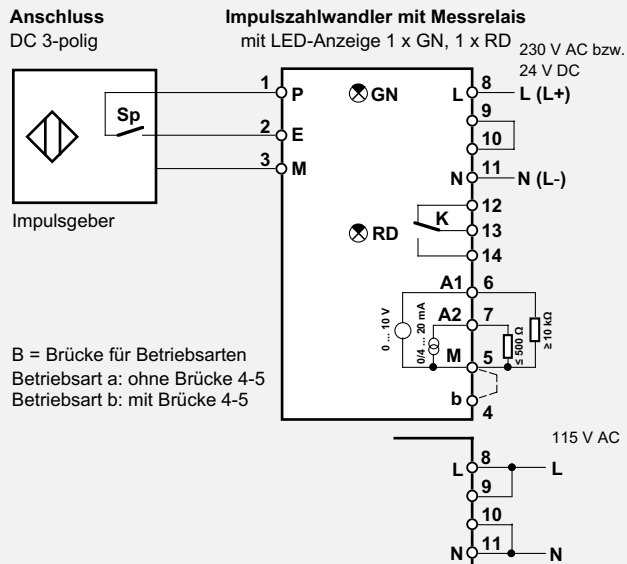 Anschluss
DC 3-polig
Impulszahlwandler mit Messrelais
mit LED-Anzeige 1 x GN, 1 x RD
230 V AC bzw.
24 V DC
Sp
Impulsgeber
1
P
2
E
3
M
GN
RD
L
8
L (L+)
9
10
N
11
N (L-)
12
K
13
14
A1
6
A2
7
M
5
b
4
0 ... 10 V
0/4 ... 20 mA
≤ 500 Ω
≥ 10 kΩ
B = Brücke für Betriebsarten
Betriebsart a: ohne Brücke 4-5
Betriebsart b: mit Brücke 4-5
115 V AC
L
8
L
9
10
N
11
N